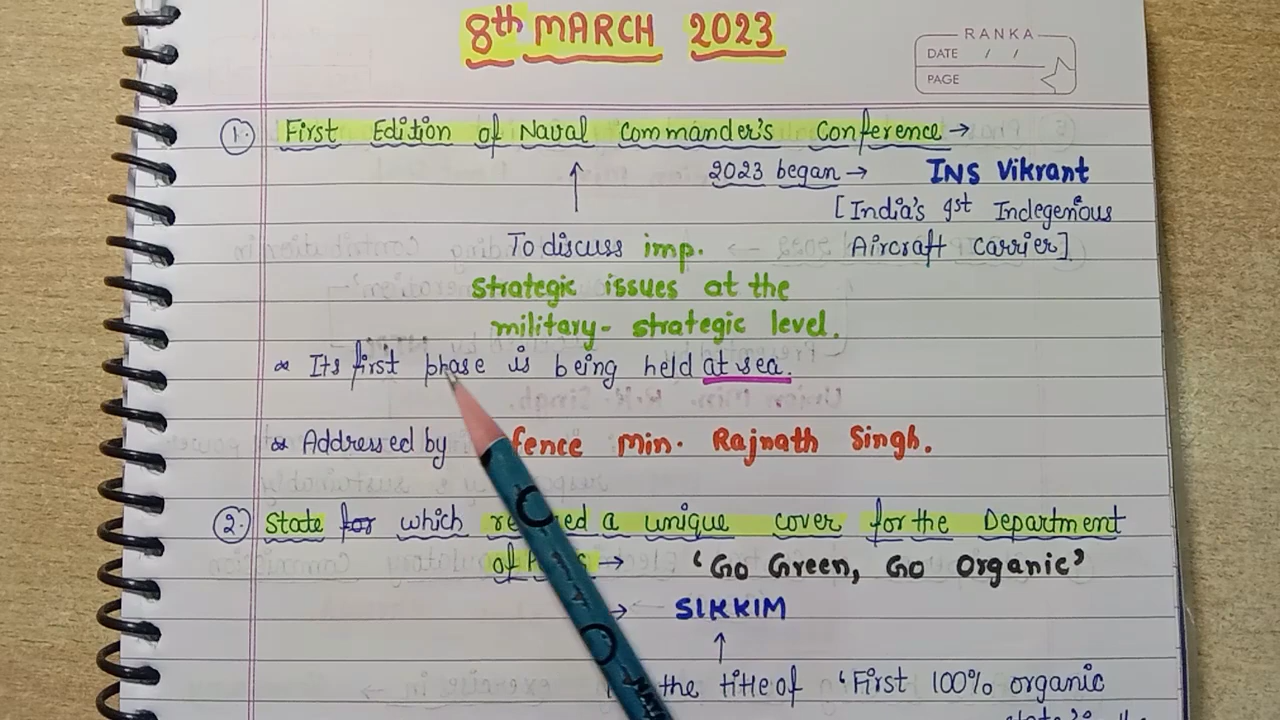 8th MARCH 2023
RANKA
DATE / /
PAGE
1. First Edition of Naval Commander's Conference →
2023 began → INS Vikrant
[India's 1st Indegenous
To discuss imp. Aircraft Carrier]
strategic issues at the
military- strategic level.
* Its first phase is being held at sea.
* Addressed by fence Min. Rajnath Singh.
2. State for which a unique cover for the Department
of → 'Go Green, Go Organic'
→ SIKKIM
the title of 'First 100% organic